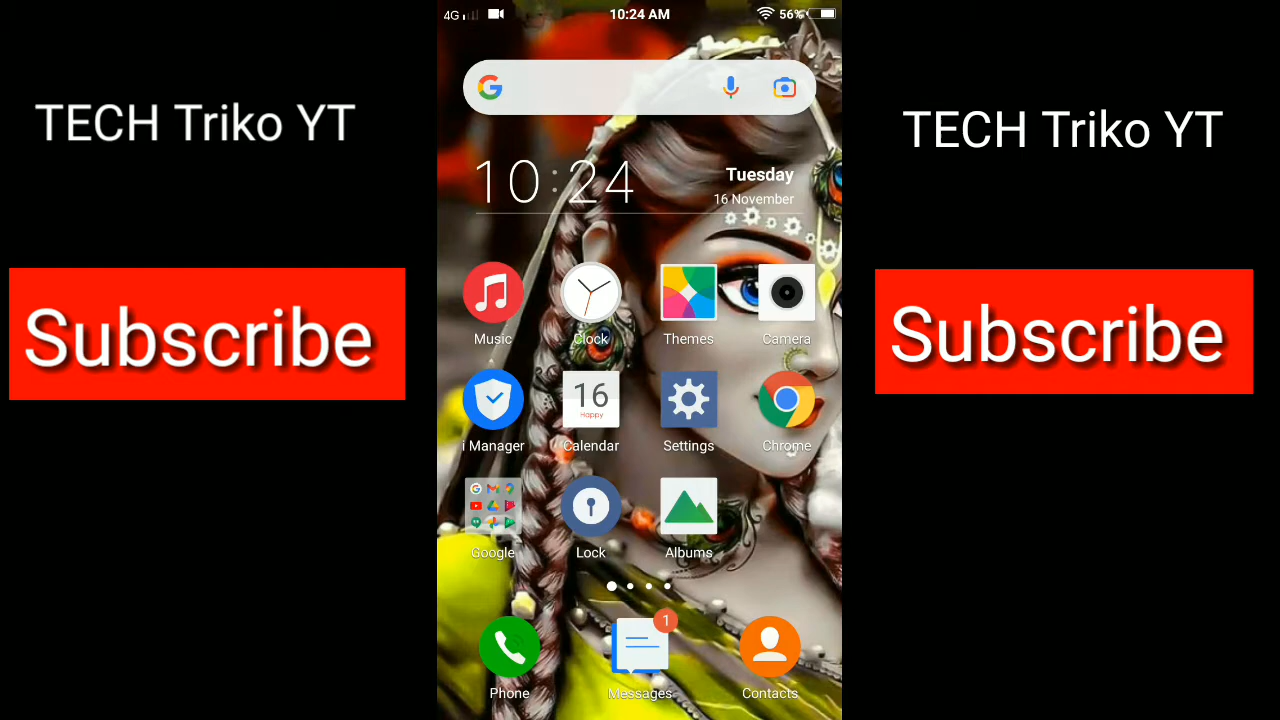 4G
10:24 AM
56%
TECH Triko YT
TECH Triko YT
10:24
Tuesday
16 November
Subscribe
Subscribe
Music
Clock
Themes
Camera
16
Happy
i Manager
Calendar
Settings
Chrome
Google
Lock
Albums
1
Phone
Messages
Contacts